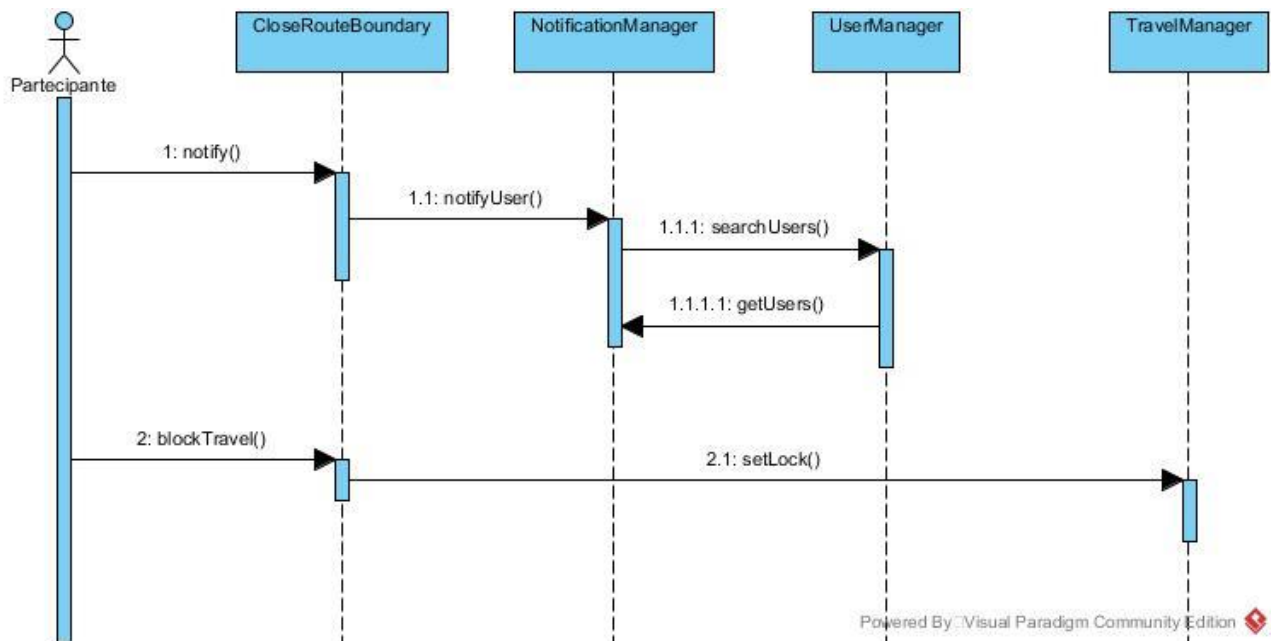 CloseRouteBoundary
NotificationManager
UserManager
TravelManager
Partecipante
1: notify()
1.1: notifyUser()
1.1.1: searchUsers()
1.1.1.1: getUsers()
2: blockTravel()
2.1: setLock()
Powered By Visual Paradigm Community Edition